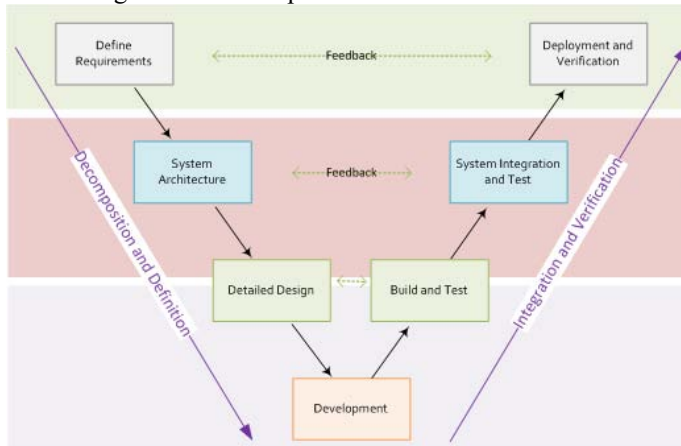 Define
Requirements
Feedback
Deployment and
Verification
System
Architecture
Feedback
System Integration
and Test
Decomposition and Definition
Integration and Verification
Detailed Design
Build and Test
Development